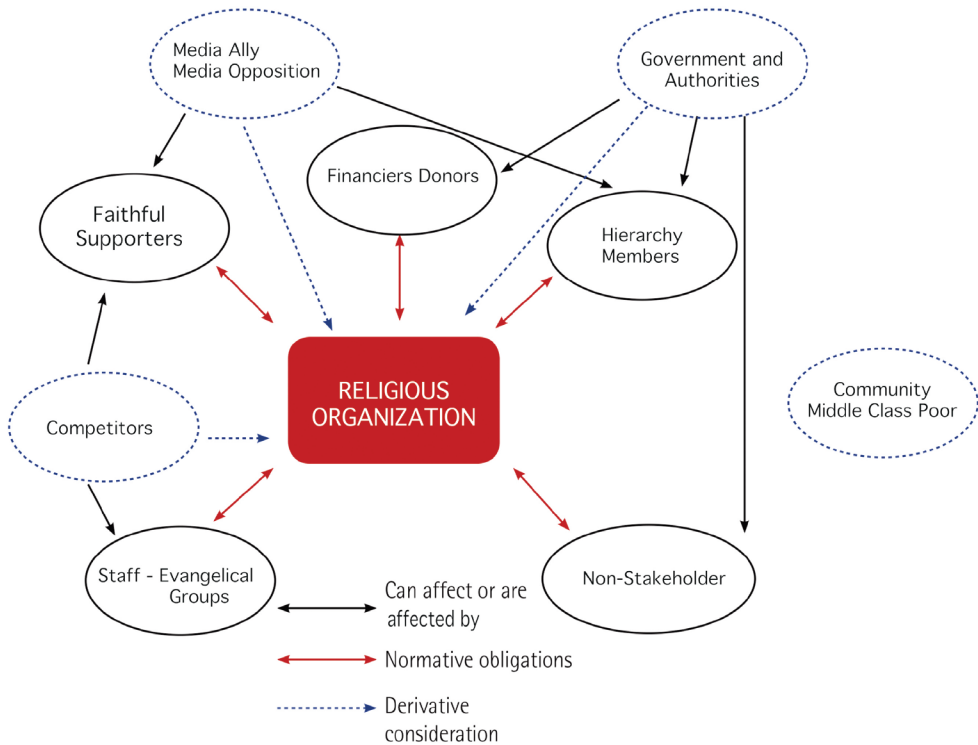 Media Ally
Media Opposition
Government and
Authorities
Financiers Donors
Faithful
Supporters
Hierarchy
Members
RELIGIOUS
ORGANIZATION
Community
Middle Class Poor
Competitors
Staff - Evangelical
Groups
Non-Stakeholder
Can affect or are
affected by
Normative obligations
Derivative
consideration